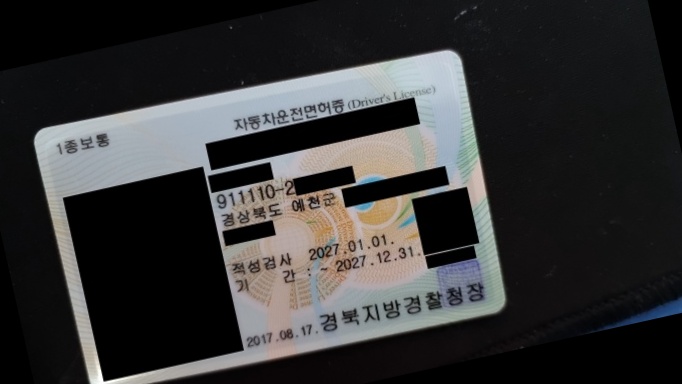 1종보통
자동차운전면허증 (Driver's License)
911110-2
경상북도 예천군
적성검사 2027.01.01.
기 간 : ~ 2027.12.31.
2017.08.17. 경북지방경찰청장